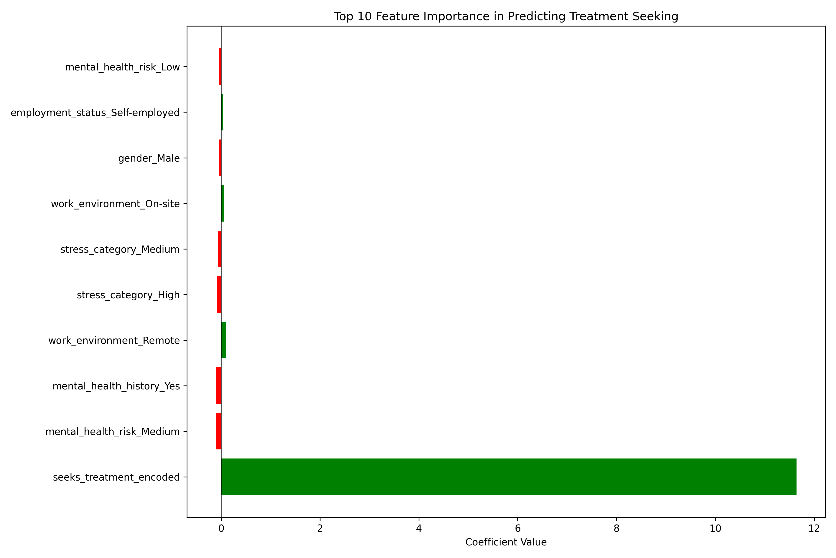 Top 10 Feature Importance in Predicting Treatment Seeking
mental_health_risk_Low
employment_status_Self-employed
gender_Male
work_environment_On-site
stress_category_Medium
stress_category_High
work_environment_Remote
mental_health_history_Yes
mental_health_risk_Medium
seeks_treatment_encoded
0 2 4 6 8 10 12
Coefficient Value